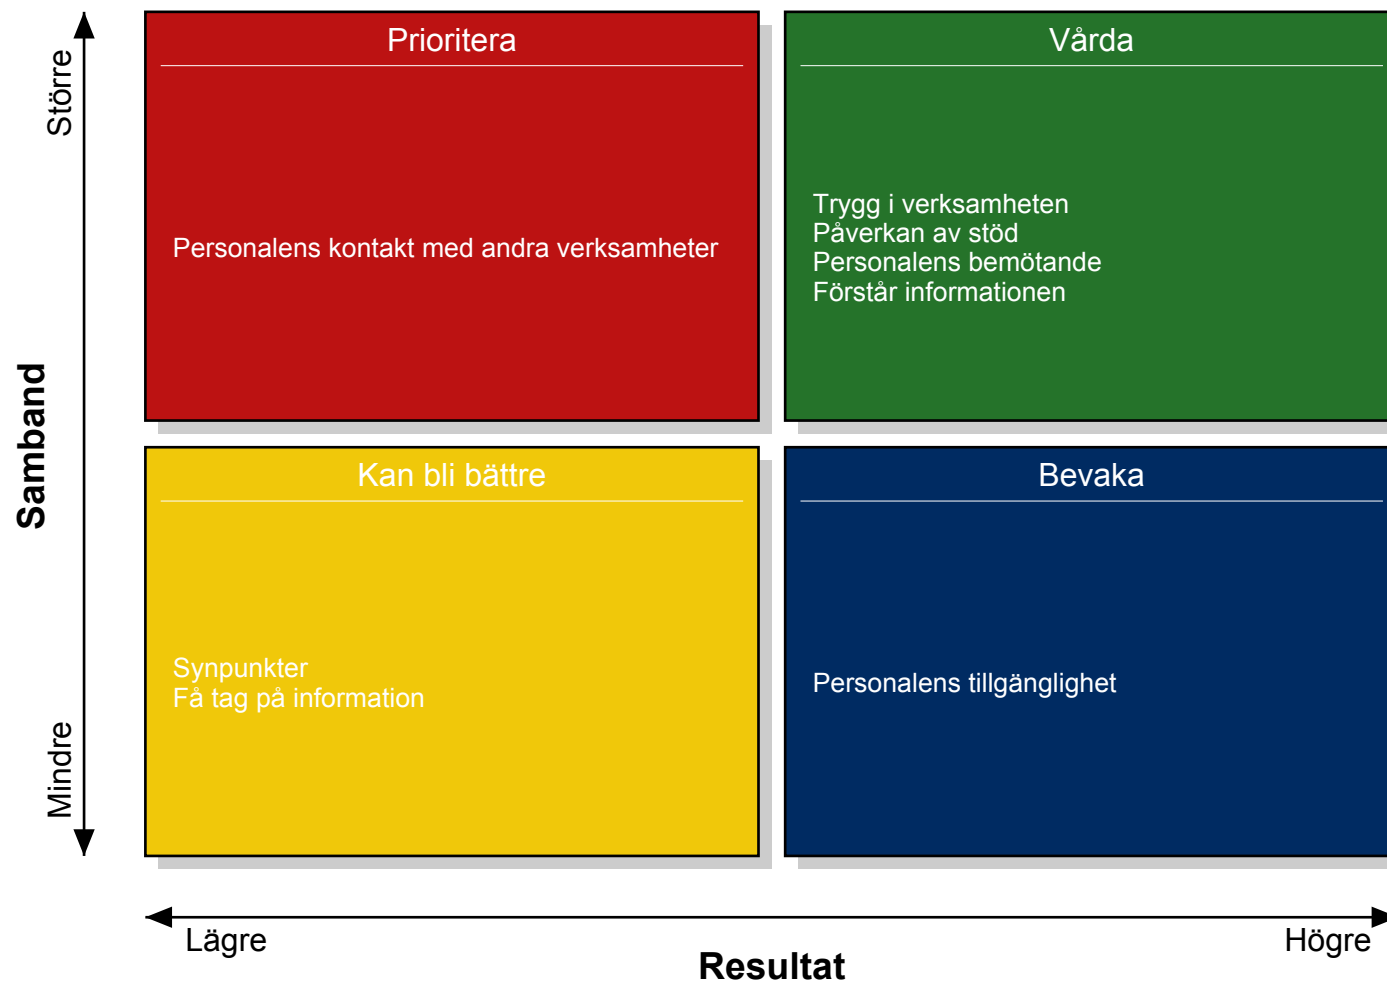 Större
Prioritera
Personalens kontakt med andra verksamheter
Vårda
Trygg i verksamheten
Påverkan av stöd
Personalens bemötande
Förstår informationen
Samband
Kan bli bättre
Synpunkter
Få tag på information
Bevaka
Personalens tillgänglighet
Mindre
Lägre
Högre
Resultat